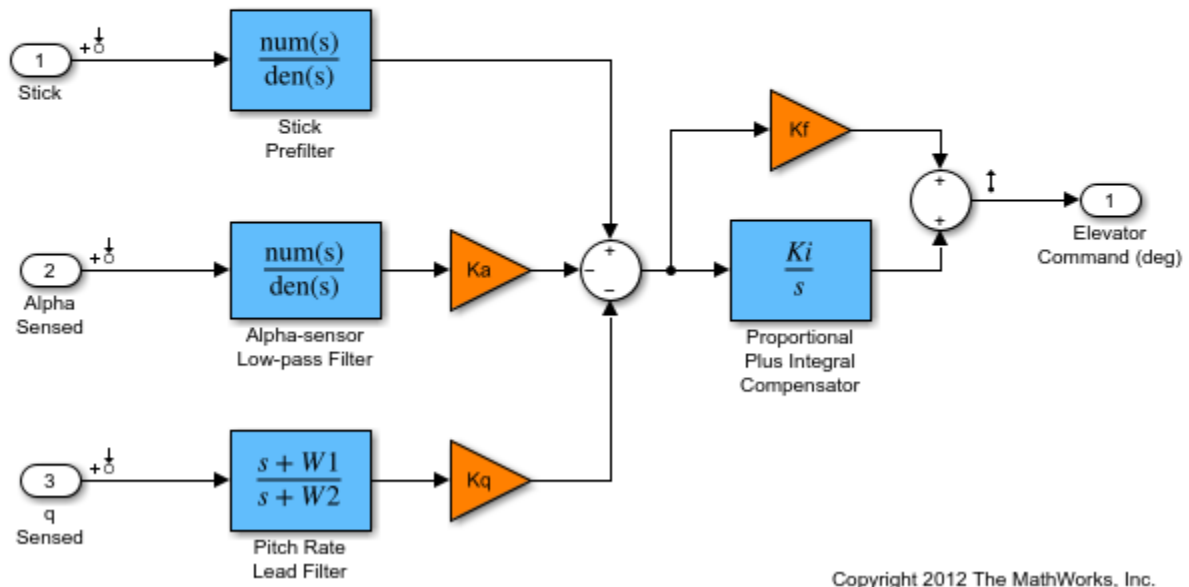 1
Stick
num(s)
den(s)
Stick
Prefilter
2
Alpha
Sensed
num(s)
den(s)
Alpha-sensor
Low-pass Filter
Ka
3
q
Sensed
s + W1
s + W2
Pitch Rate
Lead Filter
Kq
+
−
−
Kf
Ki
s
Proportional
Plus Integral
Compensator
+
+
1
Elevator
Command (deg)
Copyright 2012 The MathWorks, Inc.